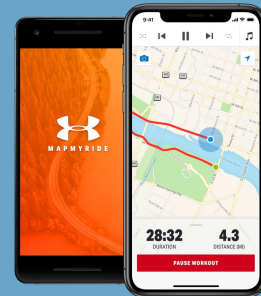 MAPMYRIDE
9:41
28:32
4.3
DURATION
DISTANCE (MI)
PAUSE WORKOUT